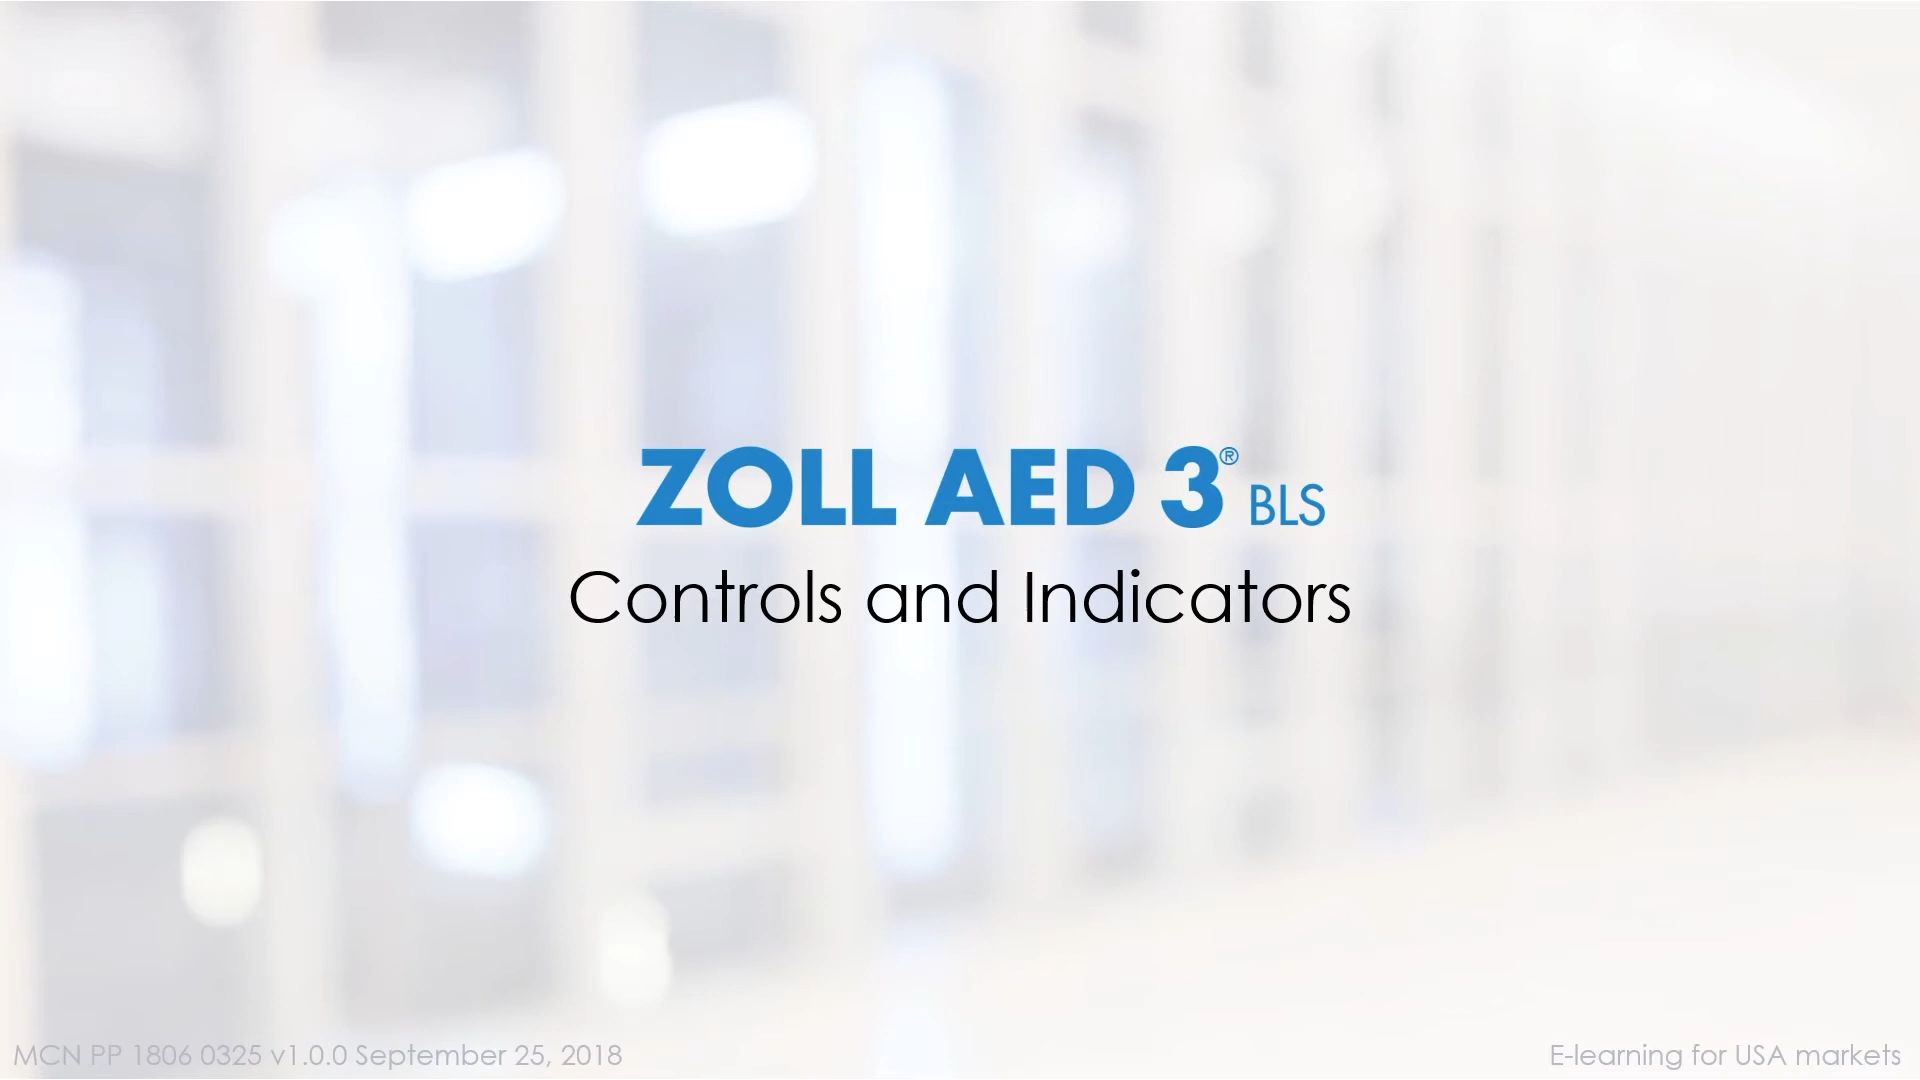 ZOLL AED 3® BLS
Controls and Indicators
MCN PP 1806 0325 v1.0.0 September 25, 2018
E-learning for USA markets